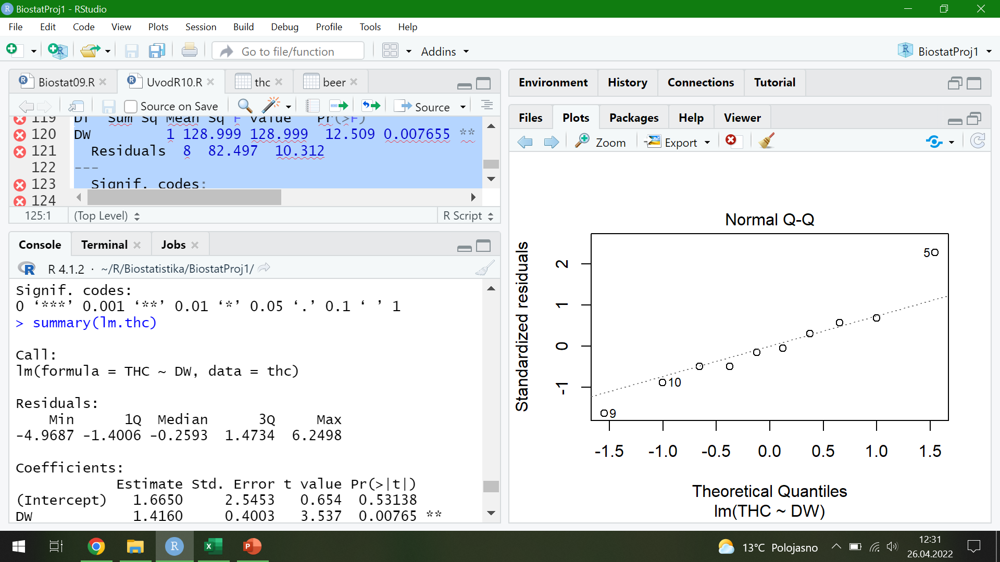 BiostatProj1 - RStudio
File Edit Code View Plots Session Build Debug Profile Tools Help
Go to file/function Addins BiostatProj1
Biostat09.R UvodR10.R thc beer
Source on Save Source
119 Df Sum Sq Mean Sq F value Pr(>F)
120 DW 1 128.999 128.999 12.509 0.007655 **
121 Residuals 8 82.497 10.312
122 ---
123 Signif. codes:
124
125:1 (Top Level) R Script
Console Terminal Jobs
R 4.1.2 · ~/R/Biostatistika/BiostatProj1/
Signif. codes:
0 ‘***’ 0.001 ‘**’ 0.01 ‘*’ 0.05 ‘.’ 0.1 ‘ ’ 1
> summary(lm.thc)
Call:
lm(formula = THC ~ DW, data = thc)
Residuals:
Min 1Q Median 3Q Max
-4.9687 -1.4006 -0.2593 1.4734 6.2498
Coefficients:
Estimate Std. Error t value Pr(>|t|)
(Intercept) 1.6650 2.5453 0.654 0.53138
DW 1.4160 0.4003 3.537 0.00765 **
Environment History Connections Tutorial
Files Plots Packages Help Viewer
Zoom Export
Normal Q-Q
Standardized residuals
2
1
0
-1
5
10
9
-1.5 -1.0 -0.5 0.0 0.5 1.0 1.5
Theoretical Quantiles
lm(THC ~ DW)
13°C Polojasno
12:31
26.04.2022